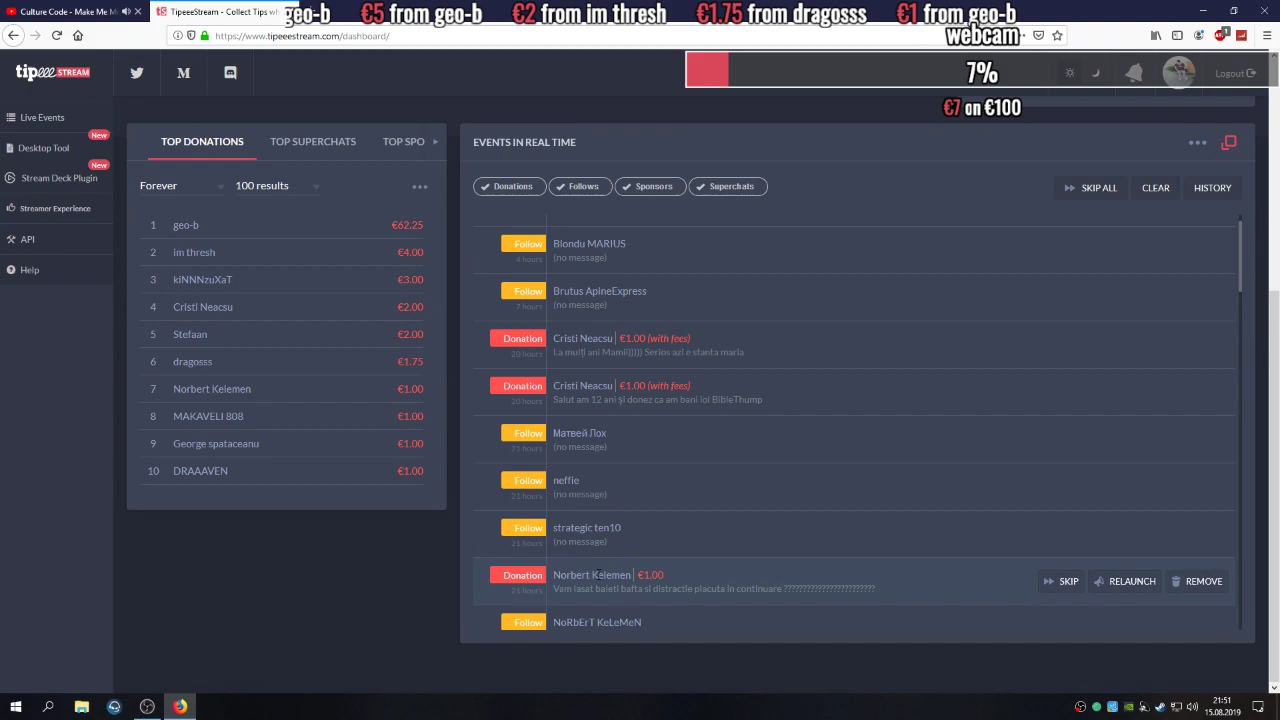 Culture Code - Make Me M
TipeeeStream - Collect Tips wh
geo-b €5 from geo-b €2 from im thresh €1.75 from dragosss €1 from geo-b
https://www.tipeeestream.com/dashboard/
webcam
tipeeeSTREAM
7%
Logout
€7 on €100
Live Events
New
Desktop Tool
New
Stream Deck Plugin
Streamer Experience
API
Help
TOP DONATIONS TOP SUPERCHATS TOP SPO
Forever 100 results
1 geo-b €62.25
2 im thresh €4.00
3 kiNNNzuXaT €3.00
4 Cristi Neacsu €2.00
5 Stefaan €2.00
6 dragosss €1.75
7 Norbert Kelemen €1.00
8 MAKAVELI 808 €1.00
9 George spataceanu €1.00
10 DRAAAVEN €1.00
EVENTS IN REAL TIME
Donations Follows Sponsors Superchats
SKIP ALL CLEAR HISTORY
Follow Blondu MARIUS
4 hours (no message)
Follow Brutus ApineExpress
7 hours (no message)
Donation Cristi Neacsu | €1.00 (with fees)
20 hours La mulți ani Mamii))))) Serios azi e sfanta maria
Donation Cristi Neacsu | €1.00 (with fees)
20 hours Salut am 12 ani și donez ca am bani loi BibleThump
Follow Матвей Лох
21 hours (no message)
Follow neffie
21 hours (no message)
Follow strategic ten10
21 hours (no message)
Donation Norbert Kelemen | €1.00
21 hours Vam lasat baieti bafta si distractie placuta in continuare ????????????????????????
SKIP RELAUNCH REMOVE
Follow NoRbErT KeLeMeN
21:51
15.08.2019